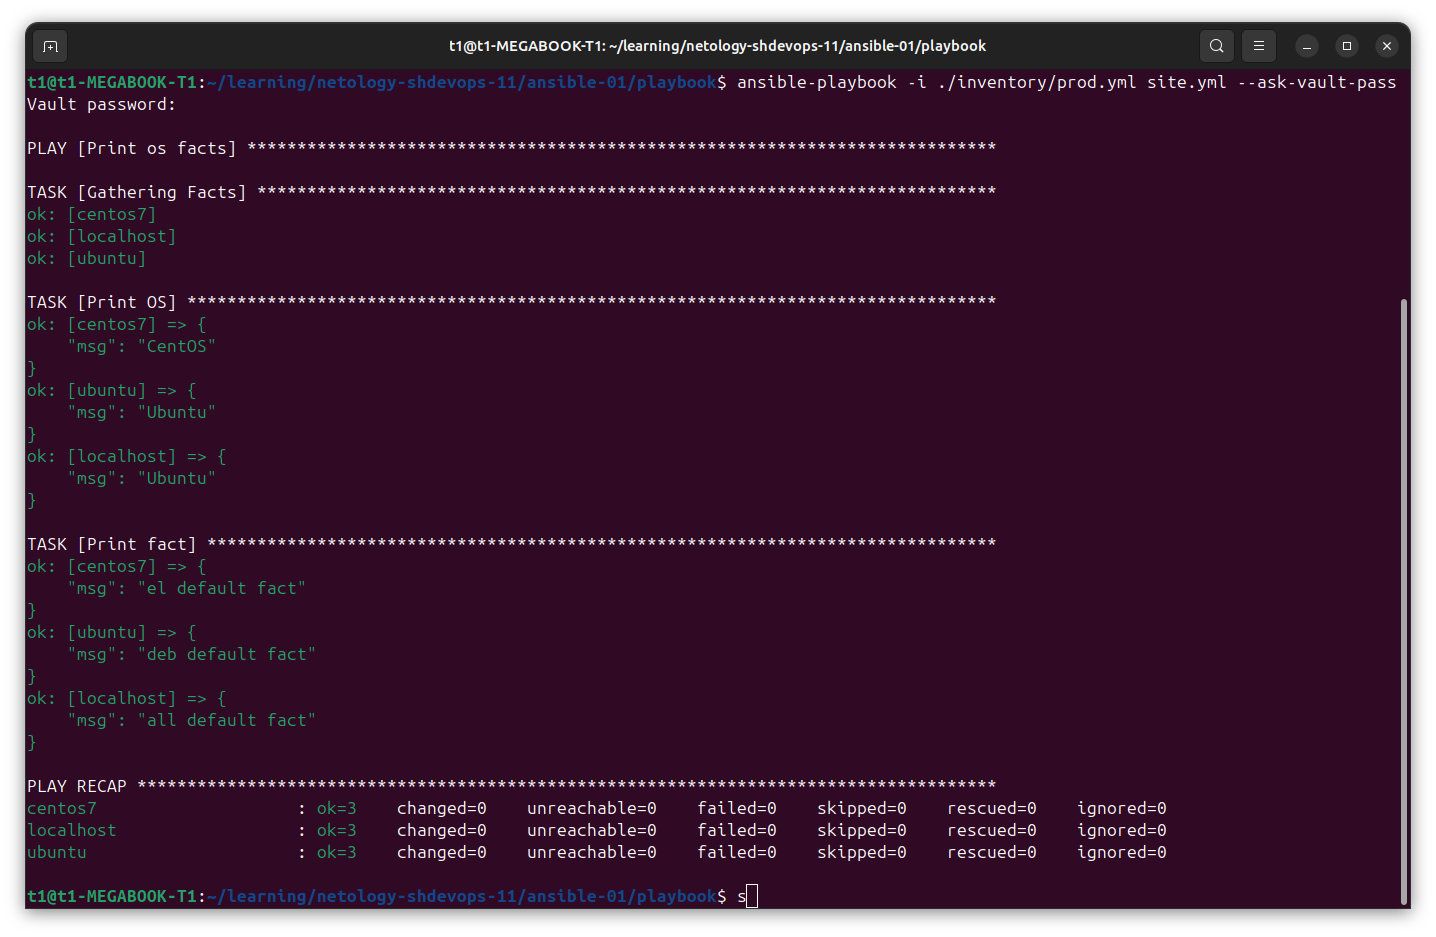 t1@t1-MEGABOOK-T1: ~/learning/netology-shdevops-11/ansible-01/playbook
t1@t1-MEGABOOK-T1:~/learning/netology-shdevops-11/ansible-01/playbook$ ansible-playbook -i ./inventory/prod.yml site.yml --ask-vault-pass
Vault password:
PLAY [Print os facts] ***************************************************************************
TASK [Gathering Facts] **************************************************************************
ok: [centos7]
ok: [localhost]
ok: [ubuntu]
TASK [Print OS] *********************************************************************************
ok: [centos7] => {
    "msg": "CentOS"
}
ok: [ubuntu] => {
    "msg": "Ubuntu"
}
ok: [localhost] => {
    "msg": "Ubuntu"
}
TASK [Print fact] *******************************************************************************
ok: [centos7] => {
    "msg": "el default fact"
}
ok: [ubuntu] => {
    "msg": "deb default fact"
}
ok: [localhost] => {
    "msg": "all default fact"
}
PLAY RECAP **************************************************************************************
centos7                    : ok=3    changed=0    unreachable=0    failed=0    skipped=0    rescued=0    ignored=0
localhost                  : ok=3    changed=0    unreachable=0    failed=0    skipped=0    rescued=0    ignored=0
ubuntu                     : ok=3    changed=0    unreachable=0    failed=0    skipped=0    rescued=0    ignored=0
t1@t1-MEGABOOK-T1:~/learning/netology-shdevops-11/ansible-01/playbook$ s